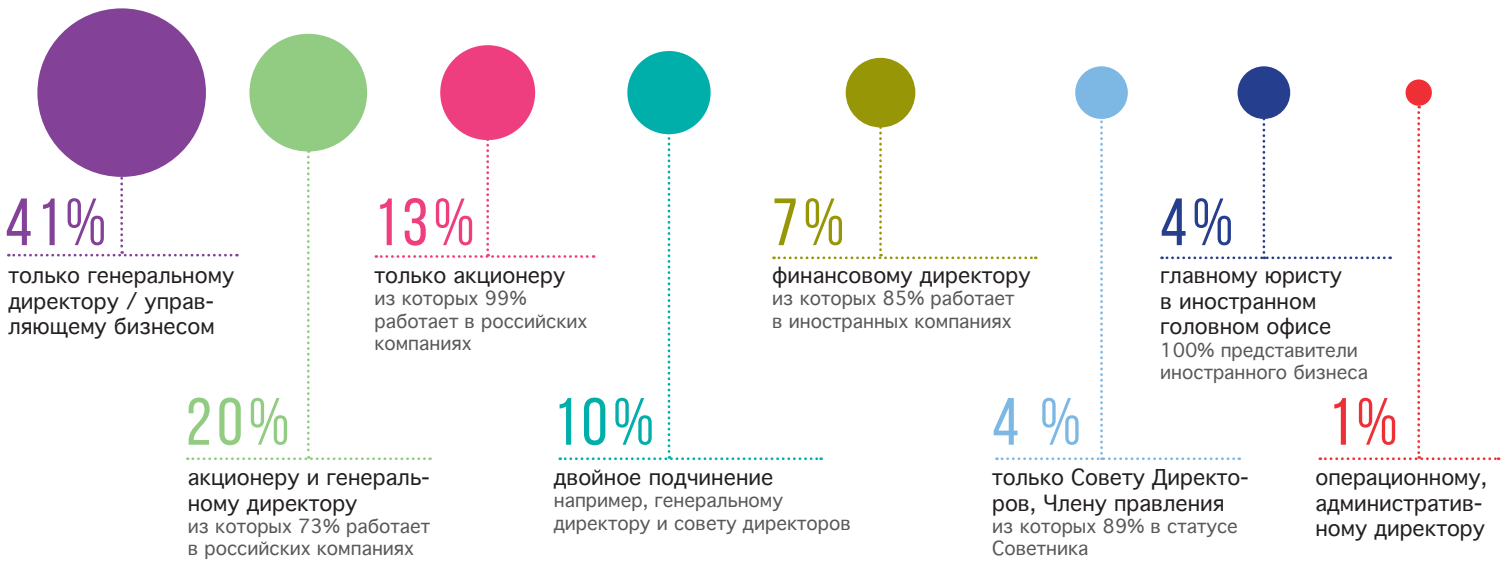 41%
только генеральному
директору / управ-
ляющему бизнесом
20%
акционеру и генераль-
ному директору
из которых 73% работает
в российских компаниях
13%
только акционеру
из которых 99%
работает в российских
компаниях
10%
двойное подчинение
например, генеральному
директору и совету директоров
7%
финансовому директору
из которых 85% работает
в иностранных компаниях
4 %
только Совету Директо-
ров, Члену правления
из которых 89% в статусе
Советника
4%
главному юристу
в иностранном
головном офисе
100% представители
иностранного бизнеса
1%
операционному,
административ-
ному директору